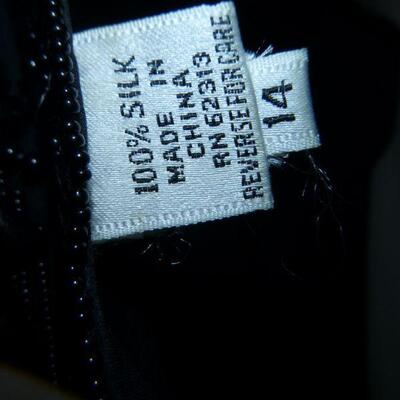 100% SILK
MADE IN
CHINA
RN 62313
REVERSE FOR CARE
14